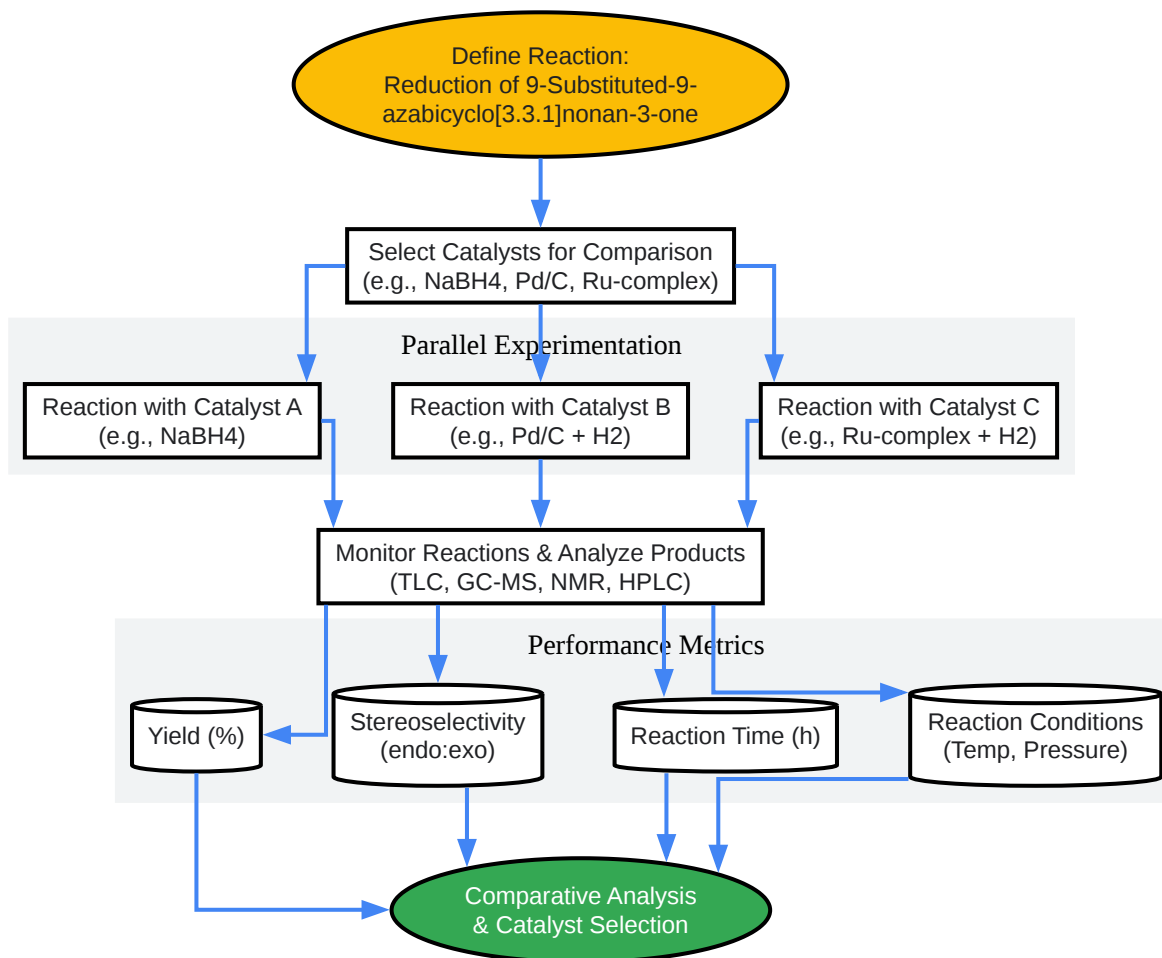 Define Reaction:
Reduction of 9-Substituted-9-
azabicyclo[3.3.1]nonan-3-one
Select Catalysts for Comparison
(e.g., NaBH4, Pd/C, Ru-complex)
Parallel Experimentation
Reaction with Catalyst A
(e.g., NaBH4)
Reaction with Catalyst B
(e.g., Pd/C + H2)
Reaction with Catalyst C
(e.g., Ru-complex + H2)
Monitor Reactions & Analyze Products
(TLC, GC-MS, NMR, HPLC)
Performance Metrics
Yield (%)
Stereoselectivity
(endo:exo)
Reaction Time (h)
Reaction Conditions
(Temp, Pressure)
Comparative Analysis
& Catalyst Selection